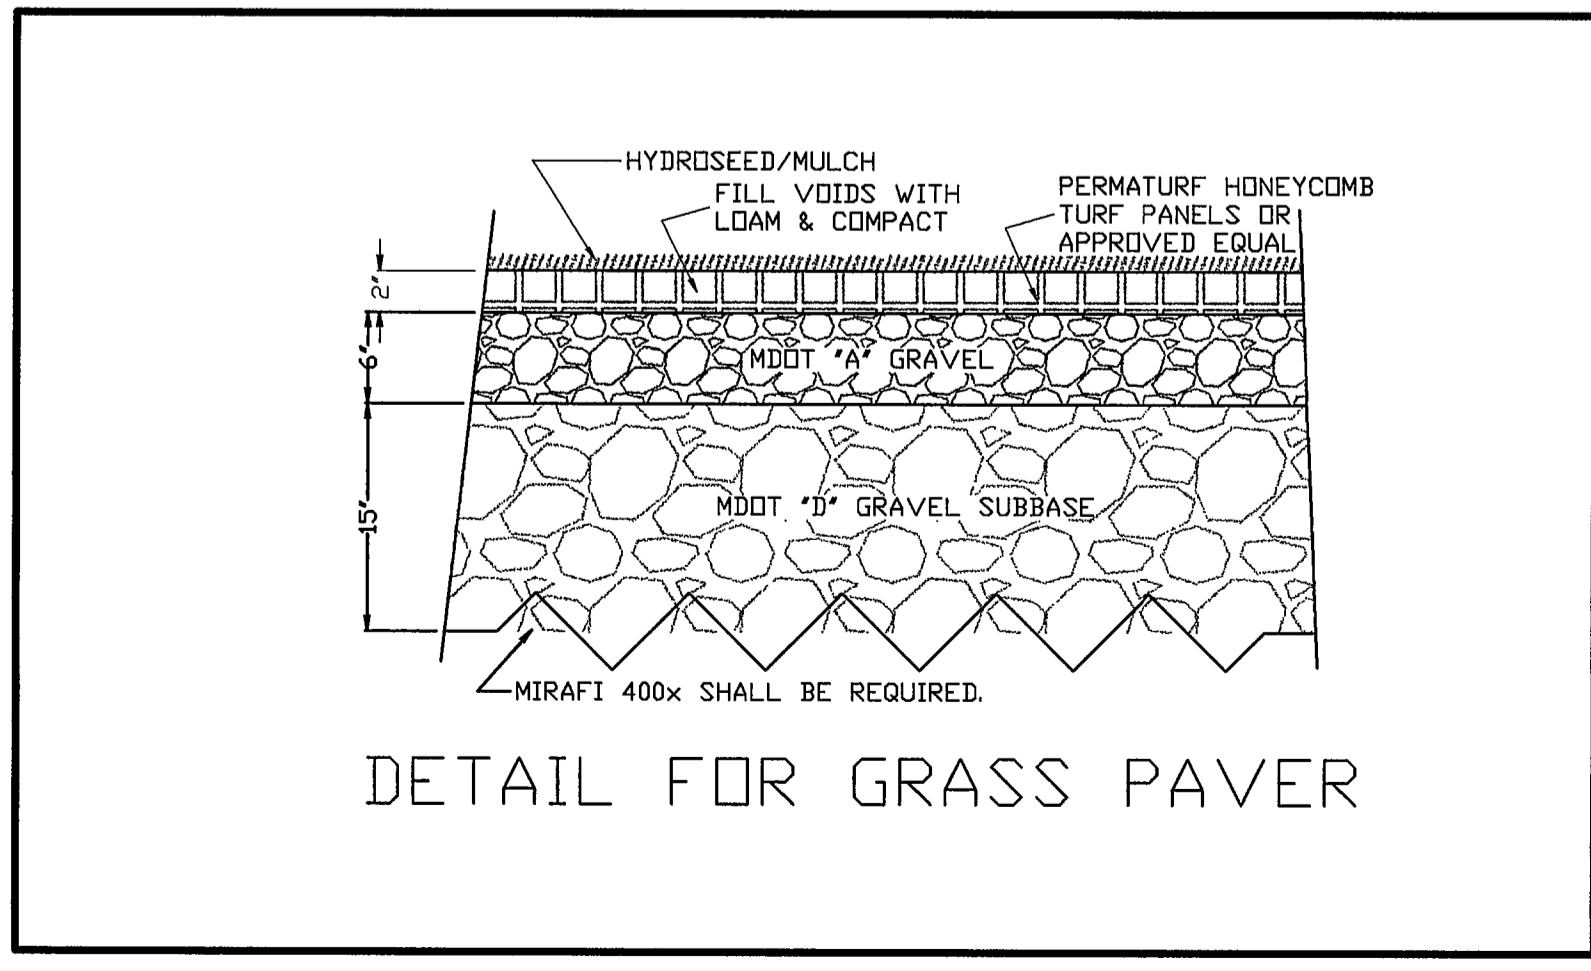 HYDROSEED/MULCH
FILL VOIDS WITH
LOAM & COMPACT
PERMATURF HONEYCOMB
TURF PANELS OR
APPROVED EQUAL
2"
6"
MDOT "A" GRAVEL
15"
MDOT "D" GRAVEL SUBBASE
MIRAFI 400x SHALL BE REQUIRED.
DETAIL FOR GRASS PAVER